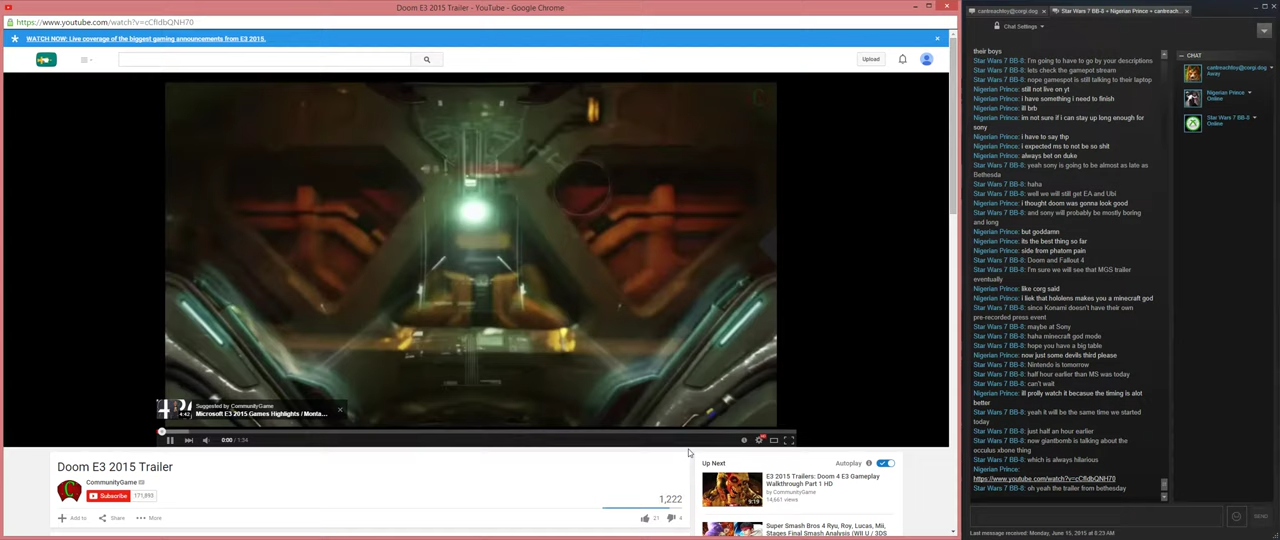 Doom E3 2015 Trailer - YouTube - Google Chrome
https://www.youtube.com/watch?v=cCfldbQNH70
WATCH NOW: Live coverage of the biggest gaming announcements from E3 2015.
Upload
Suggested by CommunityGame
Microsoft E3 2015 Games Highlights / Monta...
4:42
0:00 / 1:34
Doom E3 2015 Trailer
CommunityGame
Subscribe 171,893
1,222
Add to Share More
21 4
Up Next
Autoplay
E3 2015 Trailers: Doom 4 E3 Gameplay
Walkthrough Part 1 HD
by CommunityGame
14,661 views
9:19
Super Smash Bros 4 Ryu, Roy, Lucas, Mii,
Stages Final Smash Analysis (WII U / 3DS
cantreachtoy@corgi.dog
Star Wars 7 BB-8 + Nigerian Prince + cantreach...
Chat Settings
their boys
Star Wars 7 BB-8: I'm going to have to go by your descriptions
Star Wars 7 BB-8: lets check the gamepot stream
Star Wars 7 BB-8: nope gamespot is still talking to their laptop
Nigerian Prince: still not live on yt
Nigerian Prince: i have something i need to finish
Nigerian Prince: ill brb
Nigerian Prince: im not sure if i can stay up long enough for
sony
Nigerian Prince: i have to say thp
Nigerian Prince: i expected ms to not be so shit
Nigerian Prince: always bet on duke
Star Wars 7 BB-8: yeah sony is going to be almost as late as
Bethesda
Star Wars 7 BB-8: haha
Star Wars 7 BB-8: well we will still get EA and Ubi
Nigerian Prince: i thought doom was gonna look good
Star Wars 7 BB-8: and sony will probably be mostly boring
and long
Nigerian Prince: but goddamn
Nigerian Prince: its the best thing so far
Nigerian Prince: side from phatom pain
Star Wars 7 BB-8: Doom and Fallout 4
Star Wars 7 BB-8: I'm sure we will see that MGS trailer
eventually
Nigerian Prince: like corg said
Nigerian Prince: i liek that hololens makes you a minecraft god
Star Wars 7 BB-8: since Konami doesn't have their own
pre-recorded press event
Star Wars 7 BB-8: maybe at Sony
Star Wars 7 BB-8: haha minecraft god mode
Star Wars 7 BB-8: hope you have a big table
Nigerian Prince: now just some devils third please
Star Wars 7 BB-8: Nintendo is tomorrow
Star Wars 7 BB-8: half hour earlier than MS was today
Star Wars 7 BB-8: can't wait
Nigerian Prince: ill prolly watch it becasue the timing is alot
better
Star Wars 7 BB-8: yeah it will be the same time we started
today
Star Wars 7 BB-8: just half an hour earlier
Star Wars 7 BB-8: now giantbomb is talking about the
occulus xbone thing
Star Wars 7 BB-8: which is always hilarious
Nigerian Prince:
https://www.youtube.com/watch?v=cCfldbQNH70
Star Wars 7 BB-8: oh yeah the trailer from bethesday
CHAT
cantreachtoy@corgi.dog
Away
Nigerian Prince
Online
Star Wars 7 BB-8
Online
SEND
Last message received: Monday, June 15, 2015 at 8:23 AM